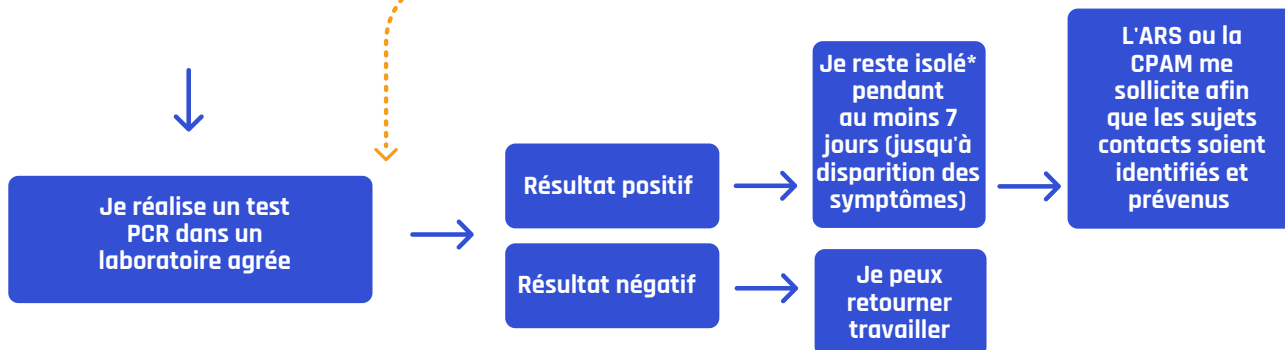 Je réalise un test
PCR dans un
laboratoire agrée
Résultat positif
Je reste isolé*
pendant
au moins 7
jours (jusqu'à
disparition des
symptômes)
L'ARS ou la
CPAM me
sollicite afin
que les sujets
contacts soient
identifiés et
prévenus
Résultat négatif
Je peux
retourner
travailler